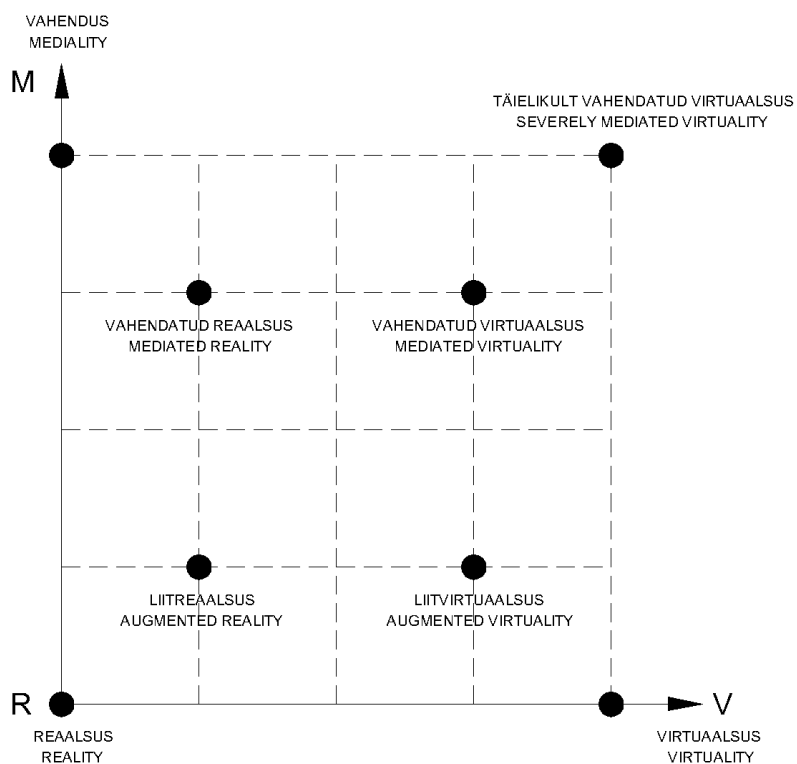 VAHENDUS
MEDIALITY
M
TÄIELIKULT VAHENDATUD VIRTUAALSUS
SEVERELY MEDIATED VIRTUALITY
VAHENDATUD REAALSUS
MEDIATED REALITY
VAHENDATUD VIRTUAALSUS
MEDIATED VIRTUALITY
LIITREAALSUS
AUGMENTED REALITY
LIITVIRTUAALSUS
AUGMENTED VIRTUALITY
R
V
REAALSUS
REALITY
VIRTUAALSUS
VIRTUALITY